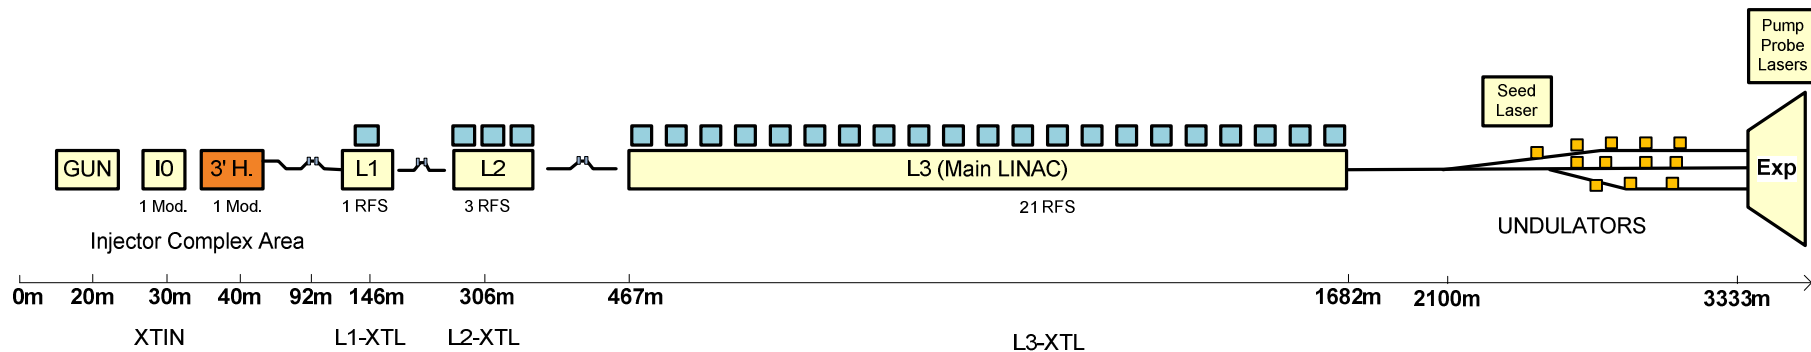 Pump
Probe
Lasers
Seed
Laser
GUN
I0
3' H.
L1
L2
L3 (Main LINAC)
Exp
1 Mod.
1 Mod.
1 RFS
3 RFS
21 RFS
UNDULATORS
Injector Complex Area
0m
20m
30m
40m
92m
146m
306m
467m
1682m
2100m
3333m
XTIN
L1-XTL
L2-XTL
L3-XTL